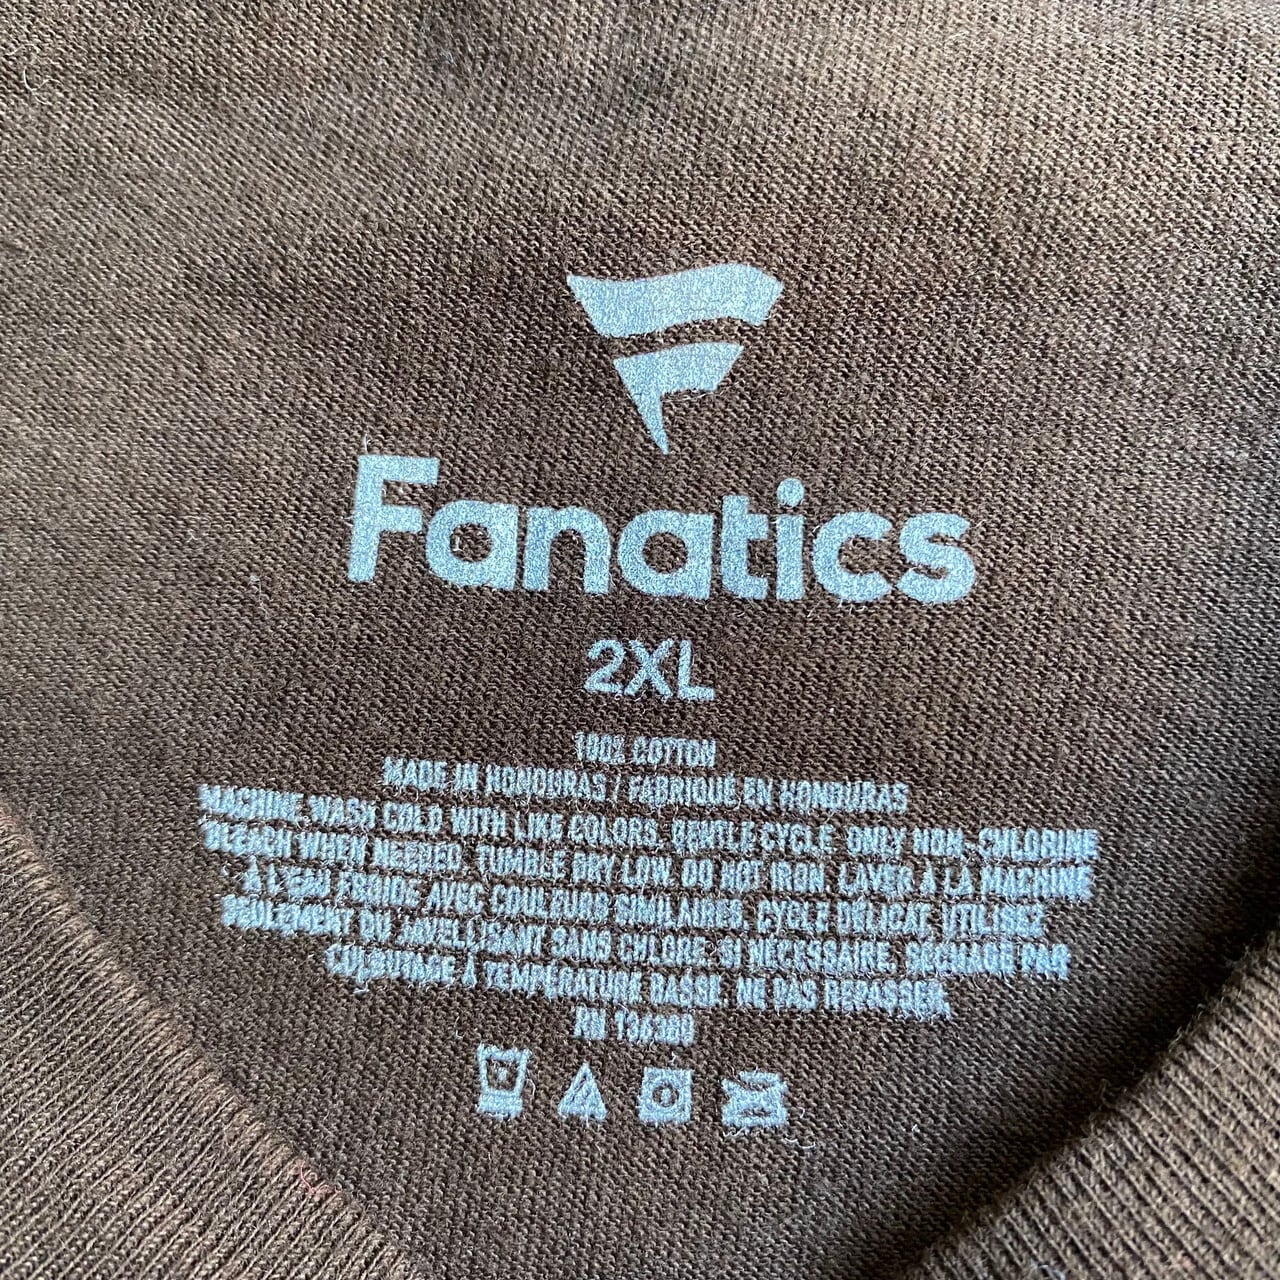 Fanatics
2XL
100% COTTON
MADE IN HONDURAS / FABRIQUÉ EN HONDURAS
MACHINE WASH COLD WITH LIKE COLORS, GENTLE CYCLE. ONLY NON-CHLORINE
BLEACH WHEN NEEDED. TUMBLE DRY LOW. DO NOT IRON. LAVER À LA MACHINE
À L'EAU FROIDE AVEC COULEURS SIMILAIRES, CYCLE DÉLICAT. UTILISEZ
SEULEMENT DU JAVELLISANT SANS CHLORE, SI NÉCESSAIRE. SÉCHAGE PAR
CULBUTAGE À TEMPÉRATURE BASSE. NE PAS REPASSER.
RN